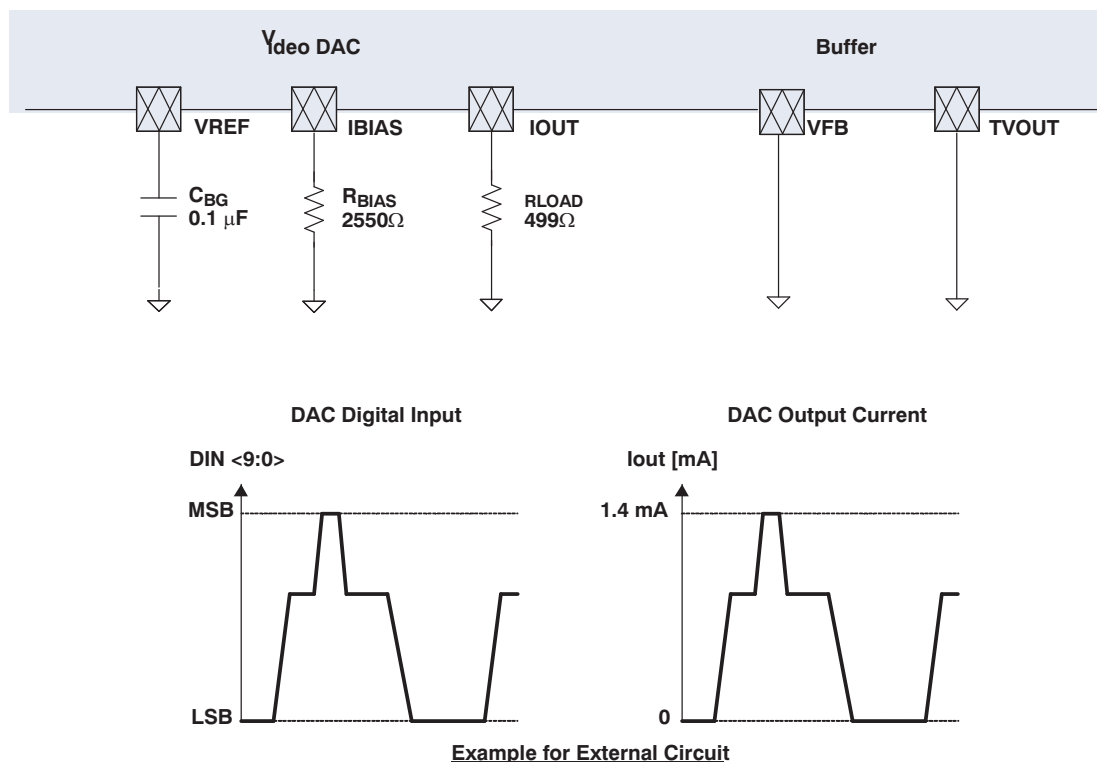 Video DAC
Buffer
VREF
IBIAS
IOUT
VFB
TVOUT
CBG
0.1 μF
RBIAS
2550Ω
RLOAD
499Ω
DAC Digital Input
DAC Output Current
DIN <9:0>
Iout [mA]
MSB
1.4 mA
LSB
0
Example for External Circuit